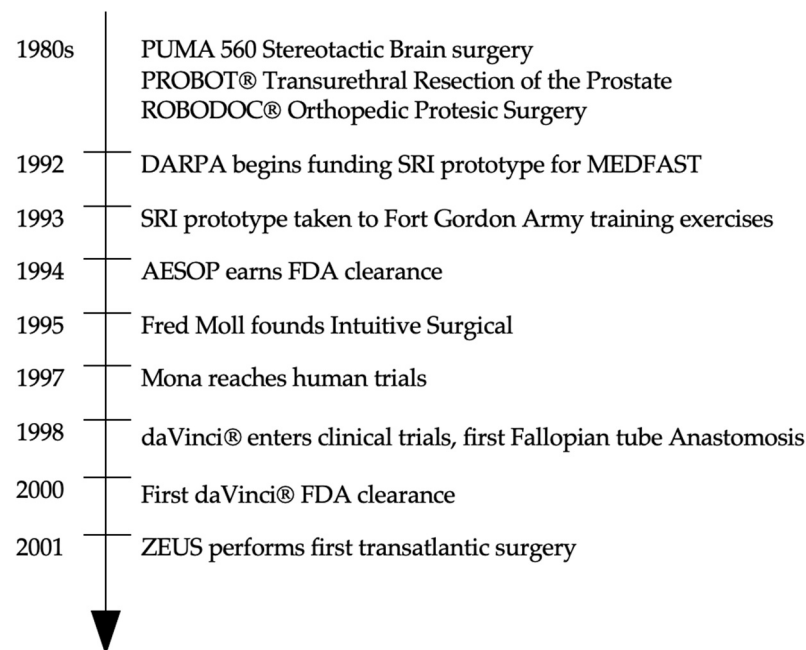 1980s PUMA 560 Stereotactic Brain surgery
PROBOT® Transurethral Resection of the Prostate
ROBODOC® Orthopedic Protesic Surgery
1992 DARPA begins funding SRI prototype for MEDFAST
1993 SRI prototype taken to Fort Gordon Army training exercises
1994 AESOP earns FDA clearance
1995 Fred Moll founds Intuitive Surgical
1997 Mona reaches human trials
1998 daVinci® enters clinical trials, first Fallopian tube Anastomosis
2000 First daVinci® FDA clearance
2001 ZEUS performs first transatlantic surgery